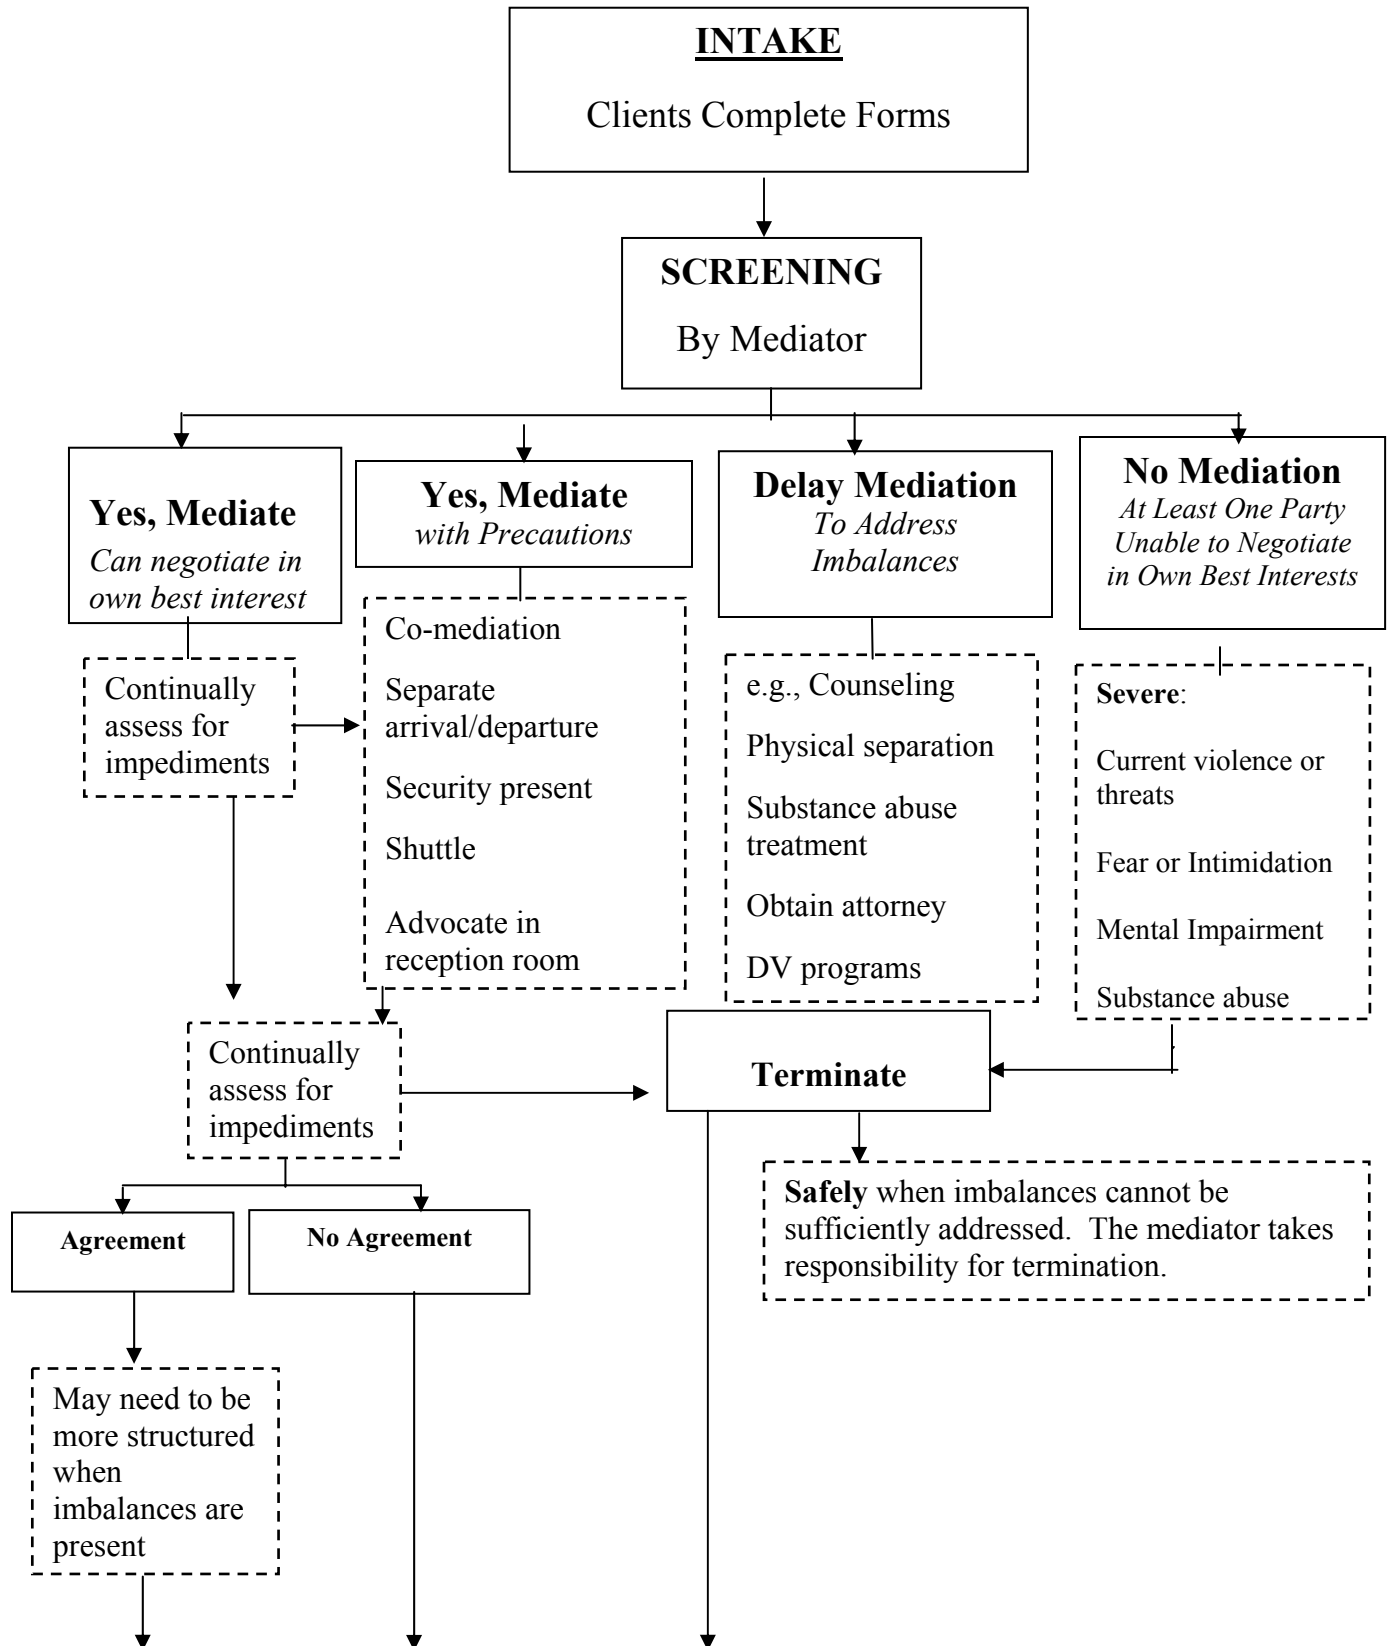 INTAKE
Clients Complete Forms
SCREENING
By Mediator
Yes, Mediate
Can negotiate in
own best interest
Yes, Mediate
with Precautions
Delay Mediation
To Address
Imbalances
No Mediation
At Least One Party
Unable to Negotiate
in Own Best Interests
Continually
assess for
impediments
Co-mediation
Separate
arrival/departure
Security present
Shuttle
Advocate in
reception room
e.g., Counseling
Physical separation
Substance abuse
treatment
Obtain attorney
DV programs
Severe:
Current violence or
threats
Fear or Intimidation
Mental Impairment
Substance abuse
Continually
assess for
impediments
Terminate
Safely when imbalances cannot be
sufficiently addressed.  The mediator takes
responsibility for termination.
Agreement
No Agreement
May need to be
more structured
when
imbalances are
present